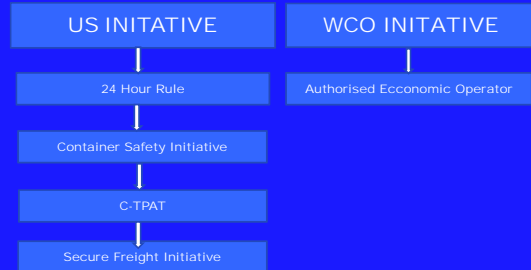 US INITATIVE
24 Hour Rule
Container Safety Initiative
C-TPAT
Secure Freight Initiative
WCO INITATIVE
Authorised Ecconomic Operator